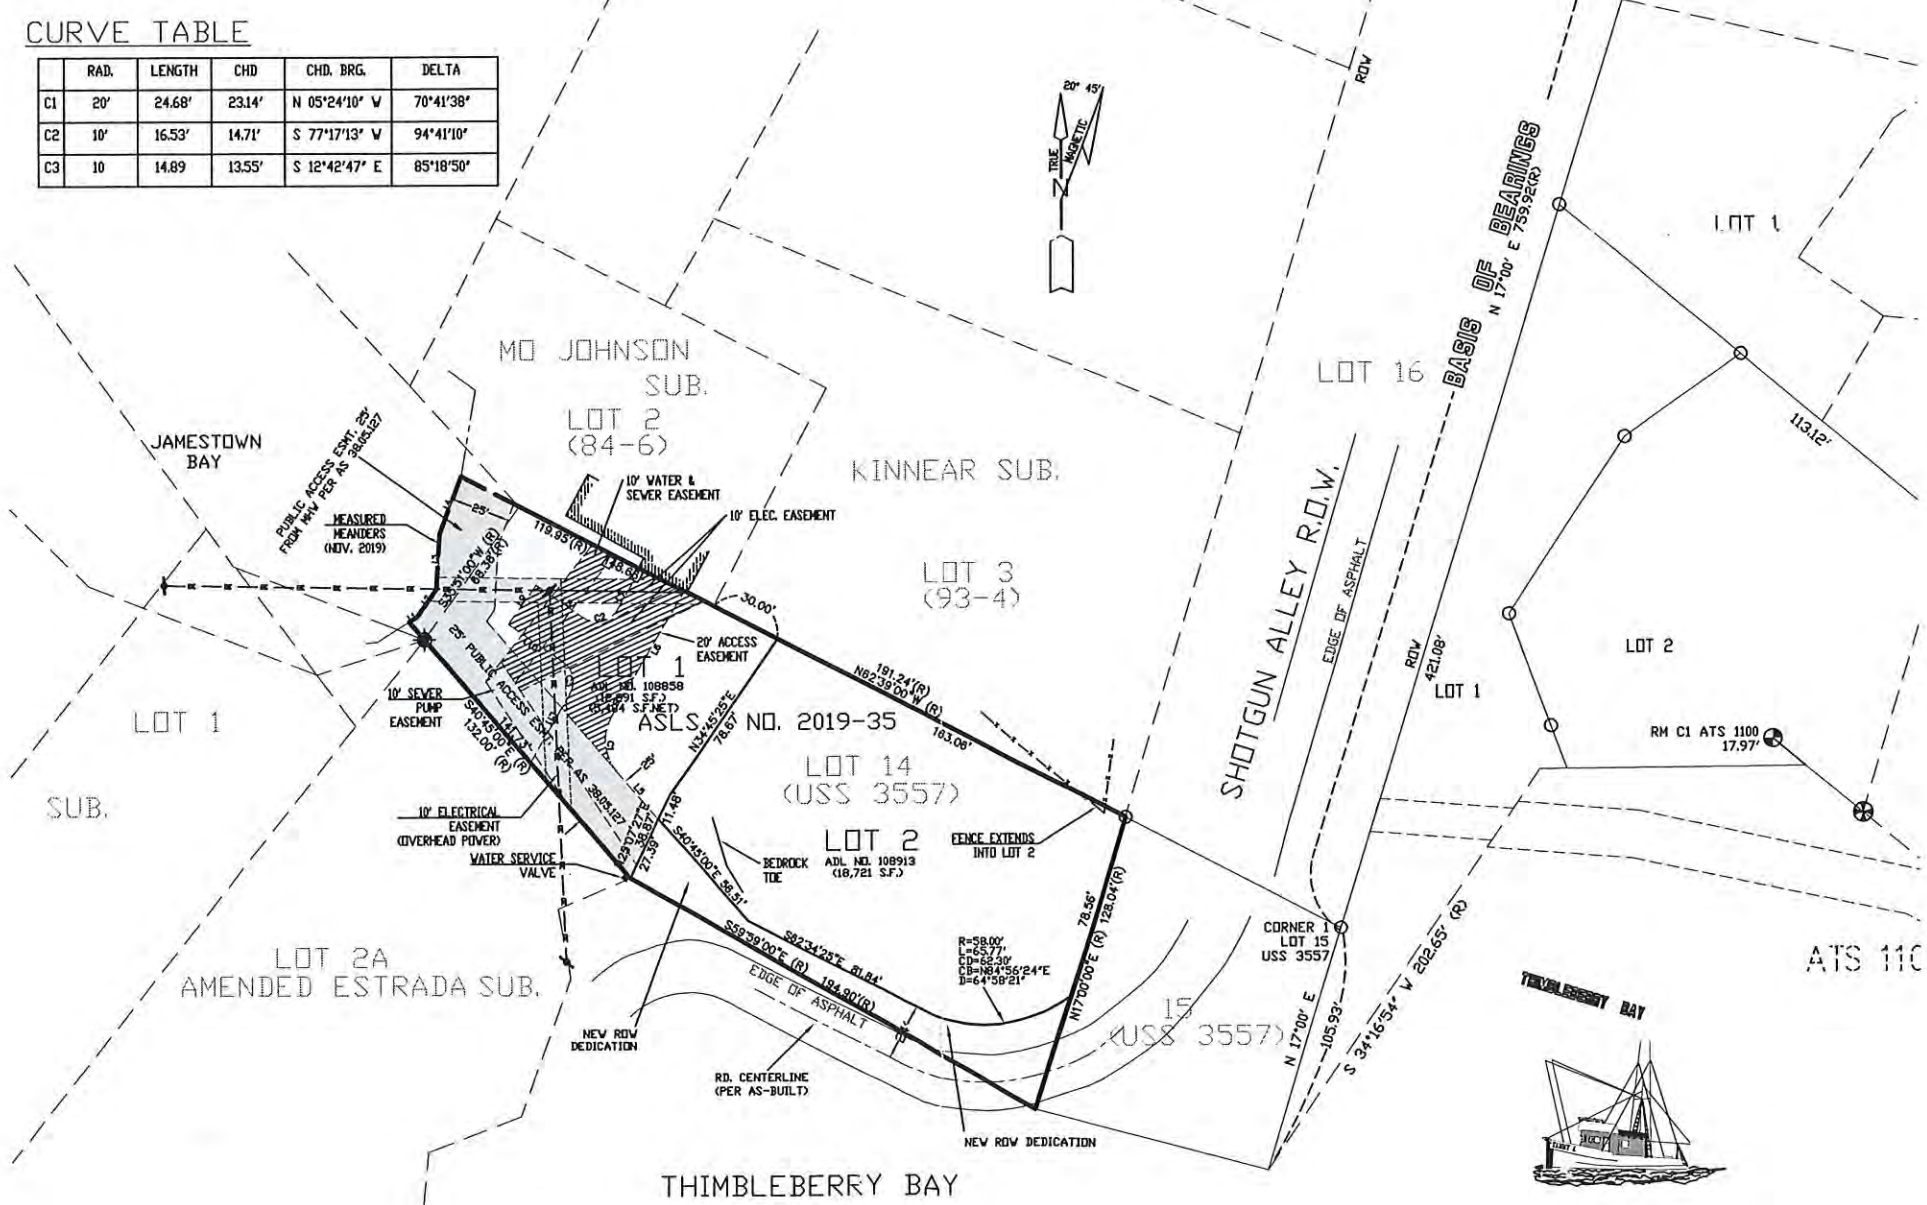 CURVE TABLE
RAD. LENGTH CHD CHD. BRG. DELTA
C1 20' 24.68' 23.14' N 05°24'10" W 70°41'38"
C2 10' 16.53' 14.71' S 77°17'13" W 94°41'10"
C3 10 14.89 13.55' S 12°42'47" E 85°18'50"
20° 45'
TRUE
MAGNETIC
N
ROW
BASIS OF BEARINGS
N 17°00' E 759.92(R)
LOT 1
113.12'
LOT 16
MO JOHNSON
SUB.
LOT 2
(84-6)
KINNEAR SUB.
LOT 3
(93-4)
JAMESTOWN
BAY
PUBLIC ACCESS ESMT. 25'
FROM MHW PER AS 38.05.127
MEASURED
MEANDERS
(NOV. 2019)
10' WATER &
SEWER EASEMENT
10' ELEC. EASEMENT
25'
119.95'(R)
30.00'
20' ACCESS
EASEMENT
L6
C2
LOT 1
ADL NO. 108858
ASLS NO. 2019-35
LOT 14
(USS 3557)
LOT 2
ADL NO. 108913
(18,721 S.F.)
191.24'(R)
N62°39'00"W (R)
163.06'
N34°45'25"E
78.67'
11.48'
25'
L5
25' PUBLIC ACCESS ESMT. PER AS 38.05.127
10' SEWER
PUMP
EASEMENT
S40°45'00"E (R)
141.73'
132.00' (R)
10' ELECTRICAL
EASEMENT
(OVERHEAD POWER)
WATER SERVICE
VALVE
38.87'
27.39'
S40°45'00"E 58.51'
BEDROCK
TOE
FENCE EXTENDS
INTO LOT 2
S62°34'25"E 81.84'
S59°59'00"E (R)
194.90'(R)
EDGE OF ASPHALT
R=58.00'
L=65.77'
CD=62.30'
CB=N84°56'24"E
D=64°58'21"
78.56'
N17°00'00"E (R) 128.04'(R)
NEW ROW
DEDICATION
RD. CENTERLINE
(PER AS-BUILT)
NEW ROW DEDICATION
15
(USS 3557)
SHOTGUN ALLEY R.O.W.
EDGE OF ASPHALT
ROW
421.08'
LOT 1
LOT 2
RM C1 ATS 1100
17.97'
CORNER 1
LOT 15
USS 3557
N 17°00' E
105.93'
S 34°16'54" W 202.65' (R)
ATS 110
THIMBLEBERRY BAY
LOT 1
SUB.
LOT 2A
AMENDED ESTRADA SUB.
THIMBLEBERRY BAY